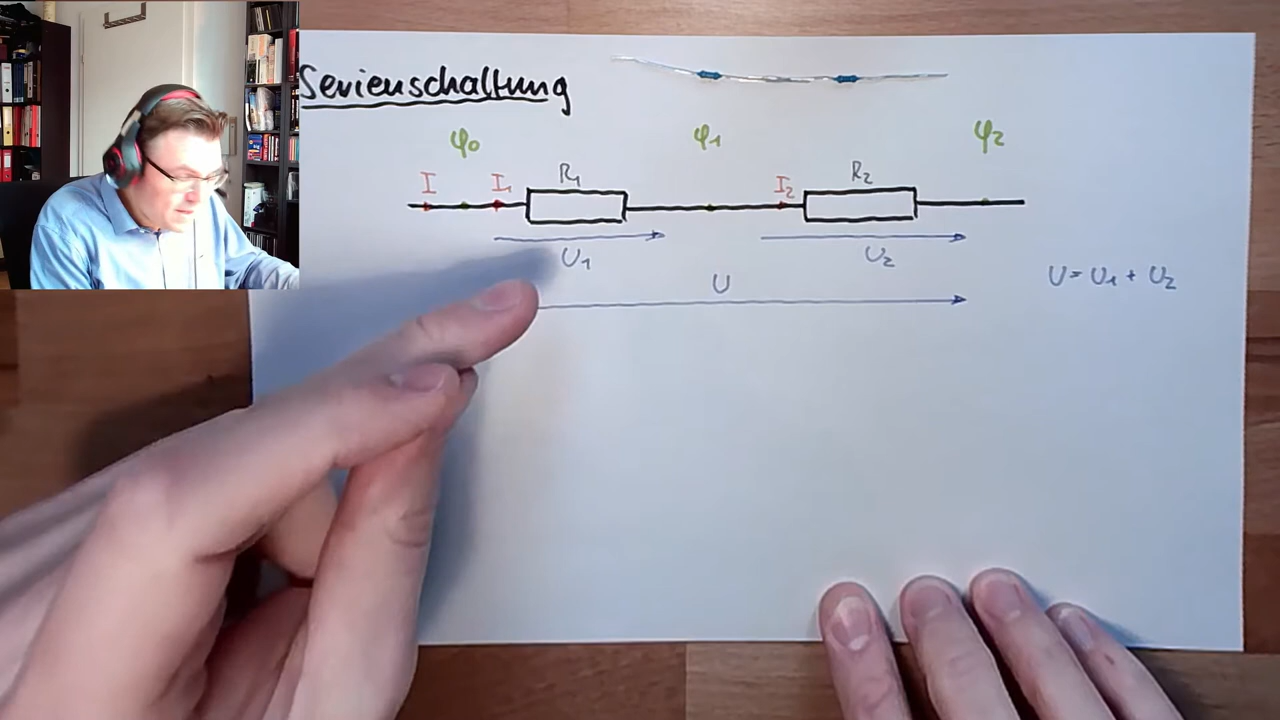 Serienschaltung
φ0 φ1 φ2
I I1 R1 I2 R2
U1 U2
U U = U1 + U2